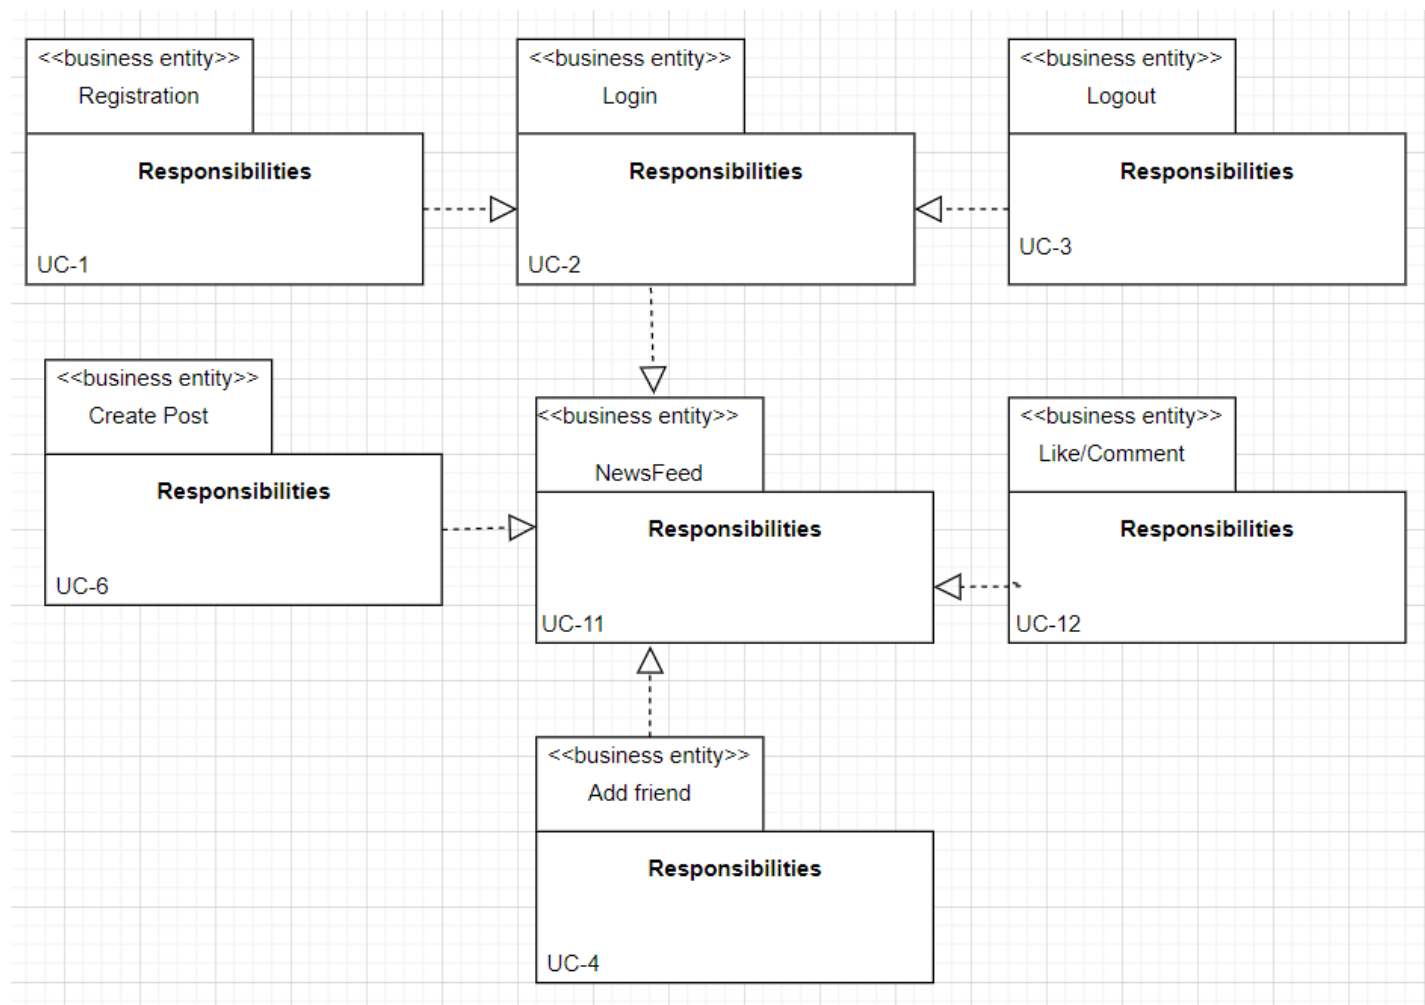 <<business entity>>
Registration
Responsibilities
UC-1
<<business entity>>
Login
Responsibilities
UC-2
<<business entity>>
Logout
Responsibilities
UC-3
<<business entity>>
Create Post
Responsibilities
UC-6
<<business entity>>
NewsFeed
Responsibilities
UC-11
<<business entity>>
Like/Comment
Responsibilities
UC-12
<<business entity>>
Add friend
Responsibilities
UC-4